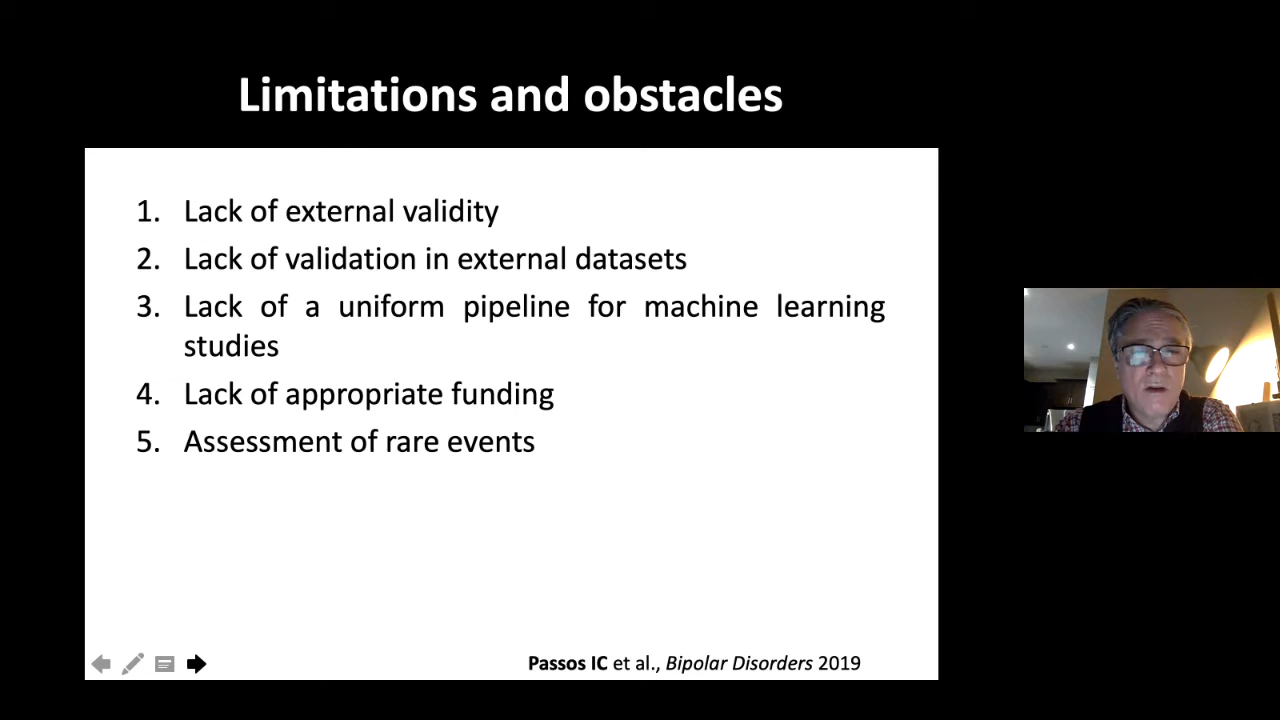 Limitations and obstacles
1. Lack of external validity
2. Lack of validation in external datasets
3. Lack of a uniform pipeline for machine learning
studies
4. Lack of appropriate funding
5. Assessment of rare events
Passos IC et al., Bipolar Disorders 2019